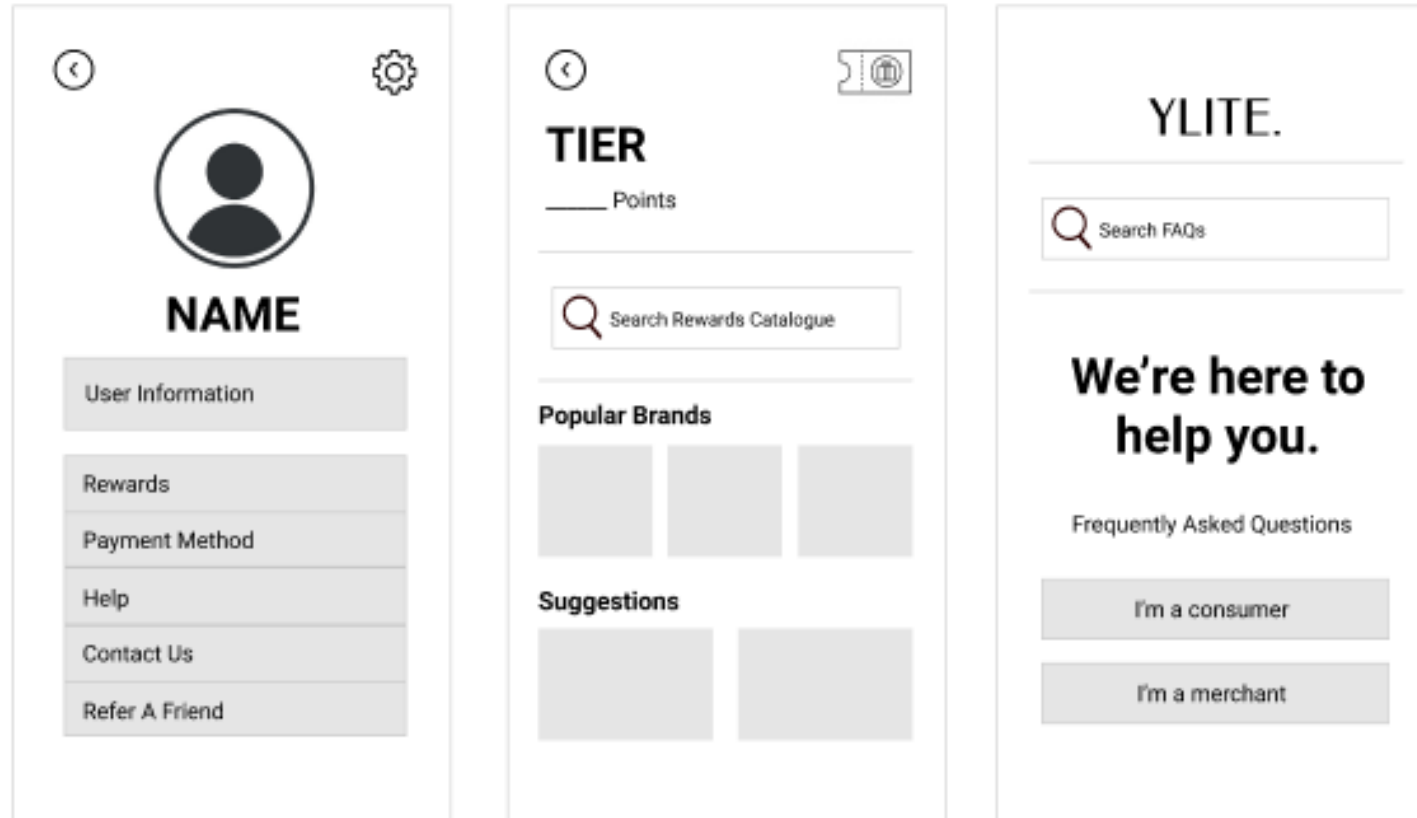 NAME
User Information
Rewards
Payment Method
Help
Contact Us
Refer A Friend
TIER
_____ Points
Search Rewards Catalogue
Popular Brands
Suggestions
YLITE.
Search FAQs
We're here to
help you.
Frequently Asked Questions
I'm a consumer
I'm a merchant